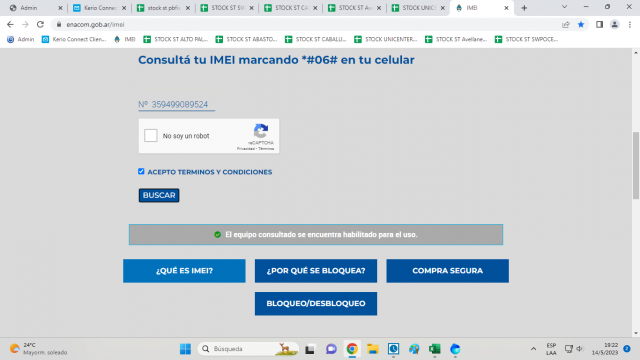 Admin
Kerio Connect
stock st pbf
STOCK ST SW
STOCK ST CA
STOCK ST Av
STOCK UNIC
IMEI
enacom.gob.ar/imei
Admin
Kerio Connect Clien...
IMEI
STOCK ST ALTO PAL...
STOCK ST ABASTO...
STOCK ST CABALLI...
STOCK UNICENTER...
STOCK ST Avellane...
STOCK ST SWPOCE...
Consultá tu IMEI marcando *#06# en tu celular
Nº 359499089524
No soy un robot
reCAPTCHA
Privacidad - Términos
ACEPTO TERMINOS Y CONDICIONES
BUSCAR
El equipo consultado se encuentra habilitado para el uso.
¿QUÉ ES IMEI?
¿POR QUÉ SE BLOQUEA?
COMPRA SEGURA
BLOQUEO/DESBLOQUEO
24°C
Mayorm. soleado
Búsqueda
ESP
LAA
19:22
14/5/2023
2